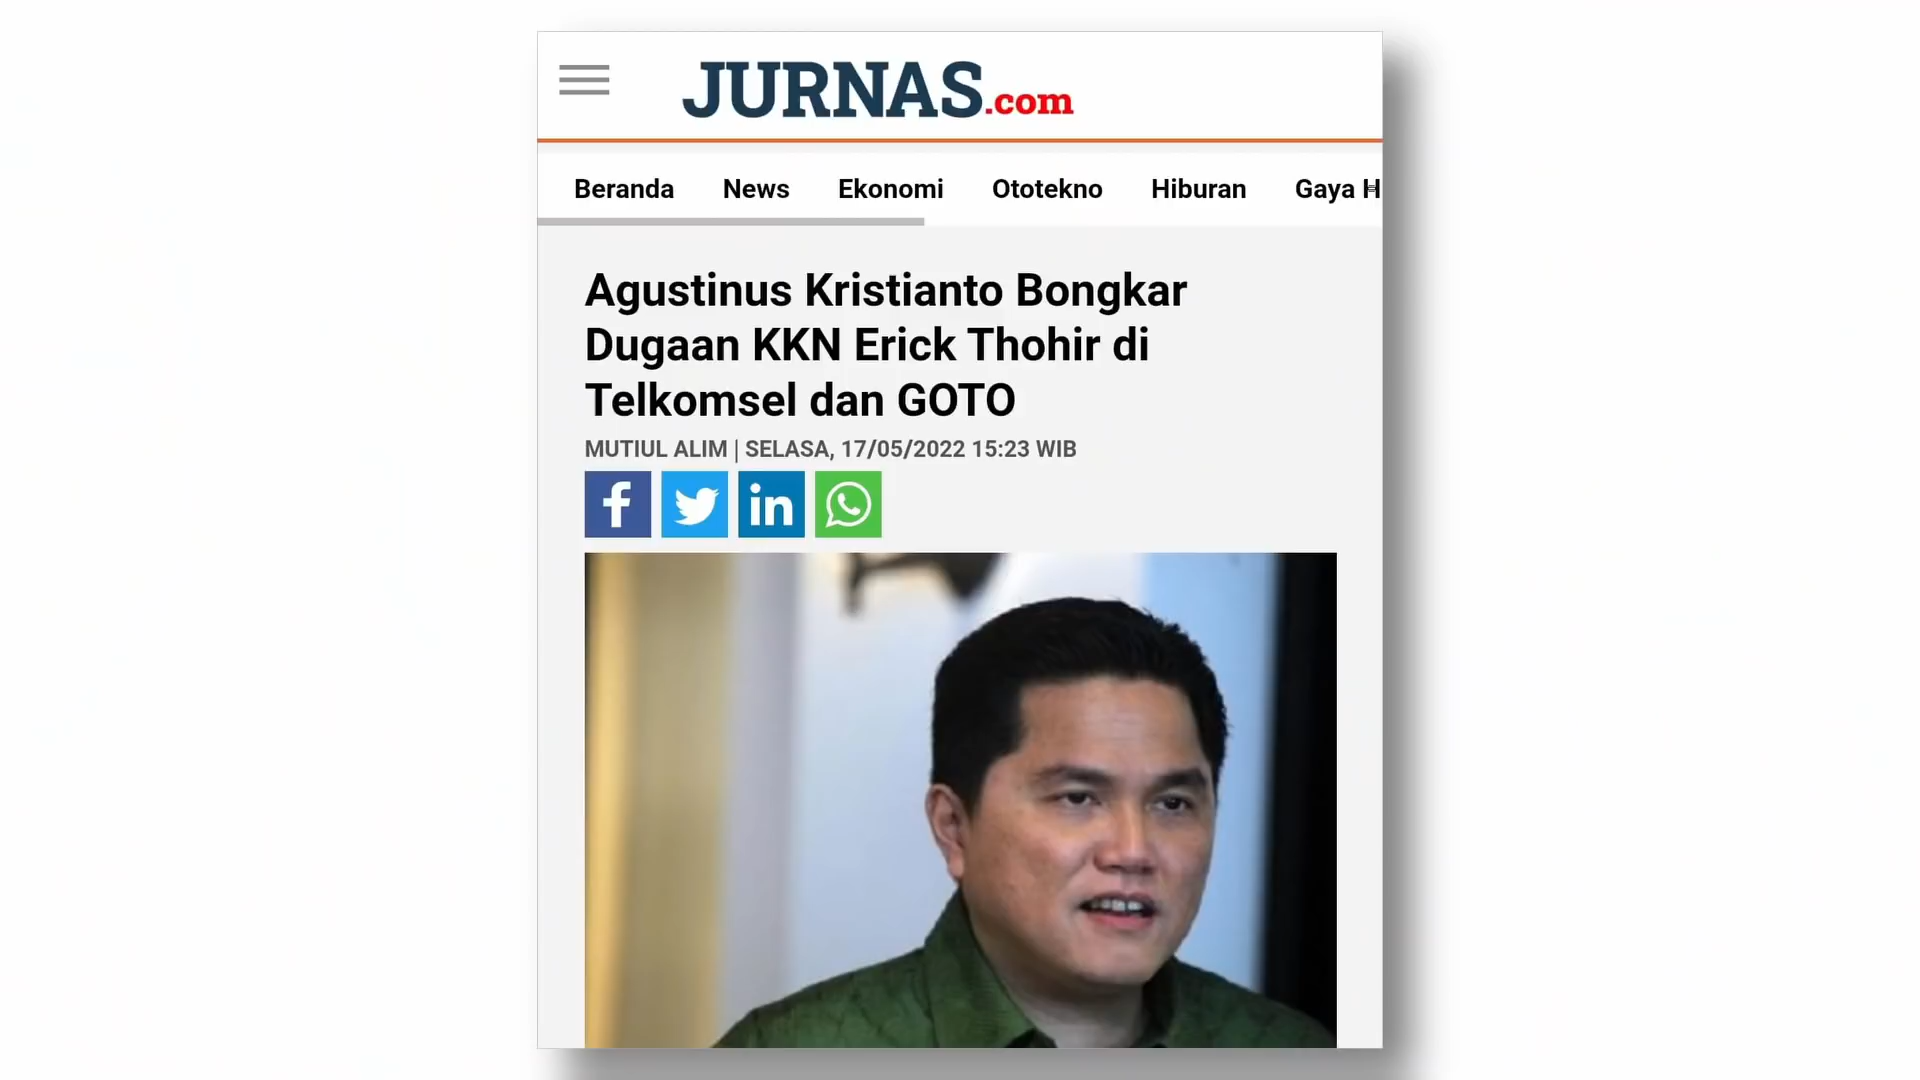 JURNAS.com
Beranda News Ekonomi Ototekno Hiburan Gaya H
Agustinus Kristianto Bongkar
Dugaan KKN Erick Thohir di
Telkomsel dan GOTO
MUTIUL ALIM | SELASA, 17/05/2022 15:23 WIB